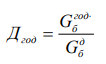 Д_год = G_б^год. / G_б^д